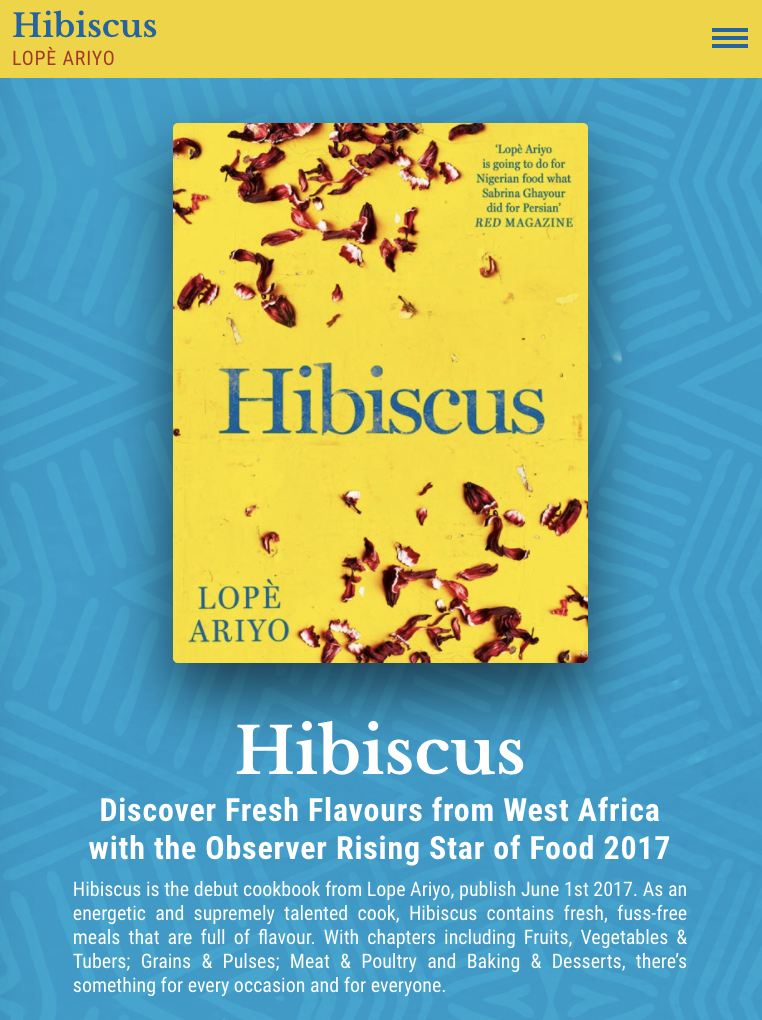 Hibiscus
LOPÈ ARIYO
‘Lopè Ariyo
is going to do for
Nigerian food what
Sabrina Ghayour
did for Persian’
RED MAGAZINE
Hibiscus
LOPÈ
ARIYO
Hibiscus
Discover Fresh Flavours from West Africa
with the Observer Rising Star of Food 2017
Hibiscus is the debut cookbook from Lope Ariyo, publish June 1st 2017. As an
energetic and supremely talented cook, Hibiscus contains fresh, fuss-free
meals that are full of flavour. With chapters including Fruits, Vegetables &
Tubers; Grains & Pulses; Meat & Poultry and Baking & Desserts, there’s
something for every occasion and for everyone.